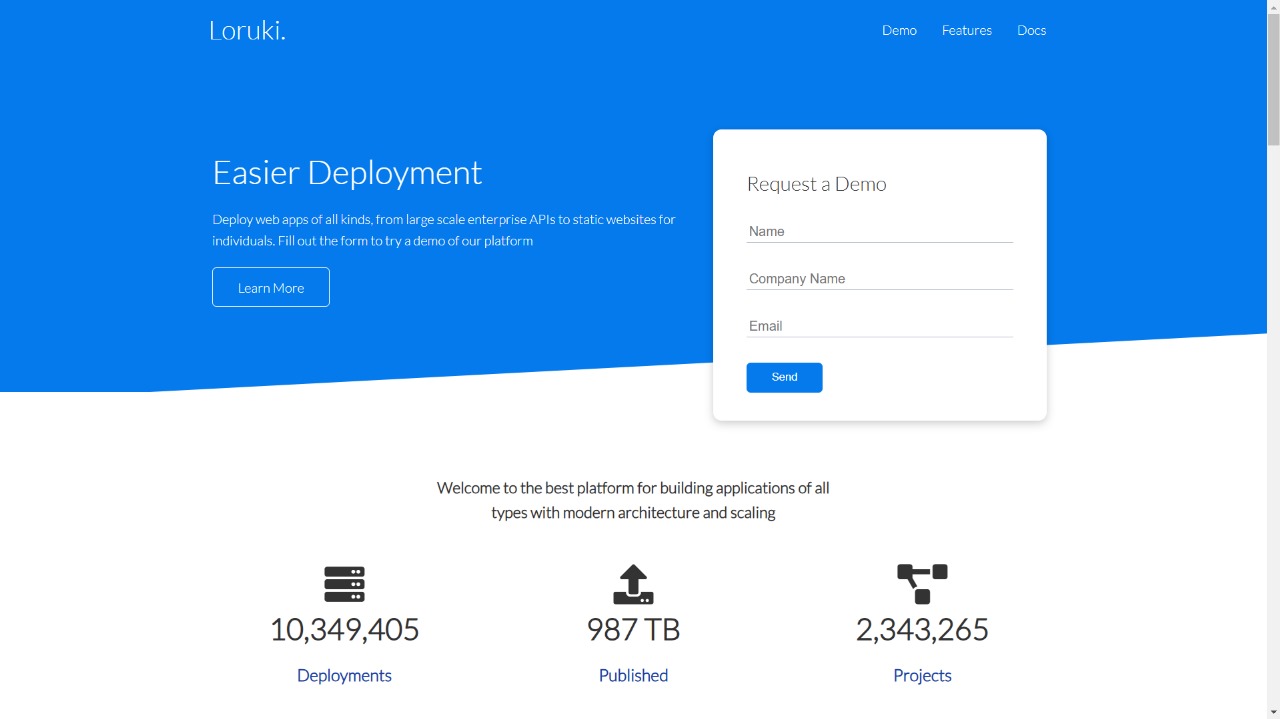 Loruki.
Demo Features Docs
Easier Deployment
Deploy web apps of all kinds, from large scale enterprise APIs to static websites for
individuals. Fill out the form to try a demo of our platform
Learn More
Request a Demo
Name
Company Name
Email
Send
Welcome to the best platform for building applications of all
types with modern architecture and scaling
10,349,405
Deployments
987 TB
Published
2,343,265
Projects